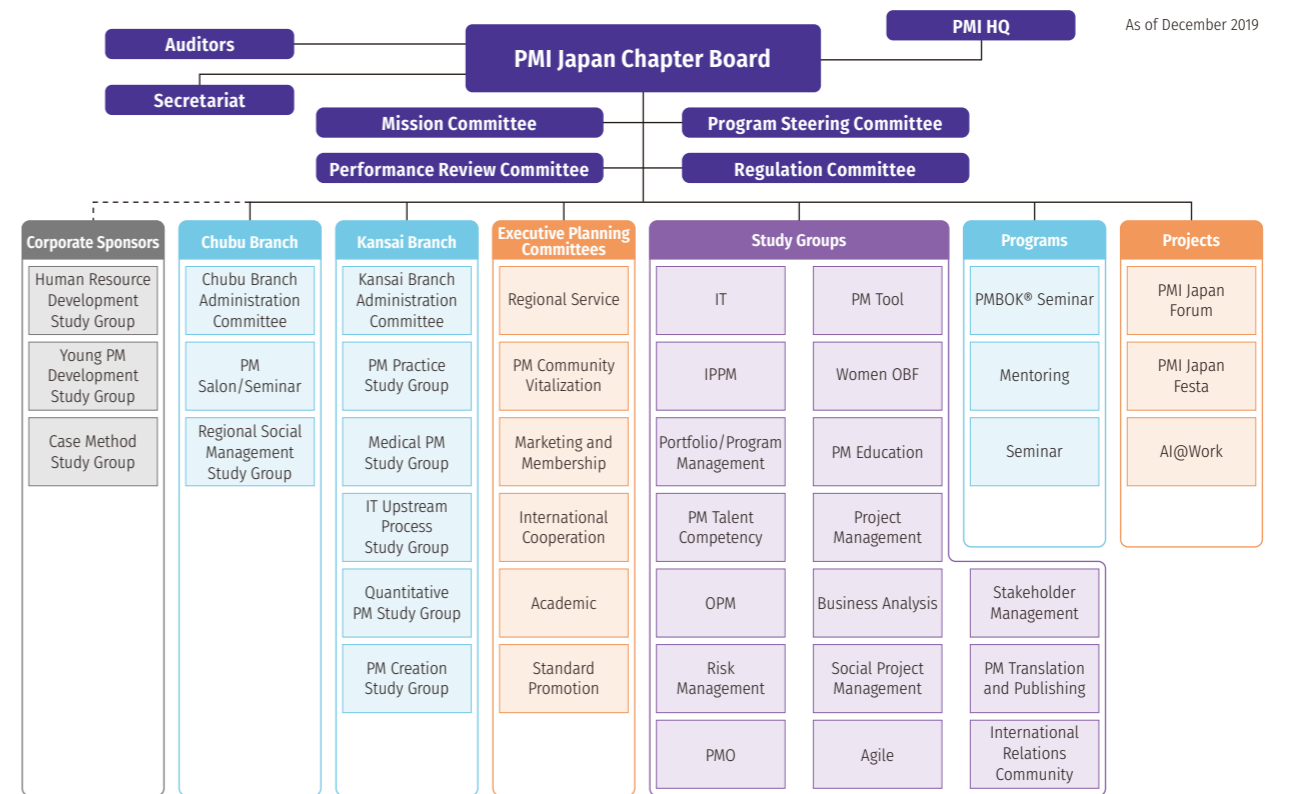 As of December 2019
PMI HQ
Auditors
PMI Japan Chapter Board
Secretariat
Mission Committee
Program Steering Committee
Performance Review Committee
Regulation Committee
Corporate Sponsors
Human Resource
Development
Study Group
Young PM
Development
Study Group
Case Method
Study Group
Chubu Branch
Chubu Branch
Administration
Committee
PM
Salon/Seminar
Regional Social
Management
Study Group
Kansai Branch
Kansai Branch
Administration
Committee
PM Practice
Study Group
Medical PM
Study Group
IT Upstream
Process
Study Group
Quantitative
PM Study Group
PM Creation
Study Group
Executive Planning
Committees
Regional Service
PM Community
Vitalization
Marketing and
Membership
International
Cooperation
Academic
Standard
Promotion
Study Groups
IT
IPPM
Portfolio/Program
Management
PM Talent
Competency
OPM
Risk
Management
PMO
PM Tool
Women OBF
PM Education
Project
Management
Business Analysis
Social Project
Management
Agile
Stakeholder
Management
PM Translation
and Publishing
International
Relations
Community
Programs
PMBOK® Seminar
Mentoring
Seminar
Projects
PMI Japan
Forum
PMI Japan
Festa
AI@Work